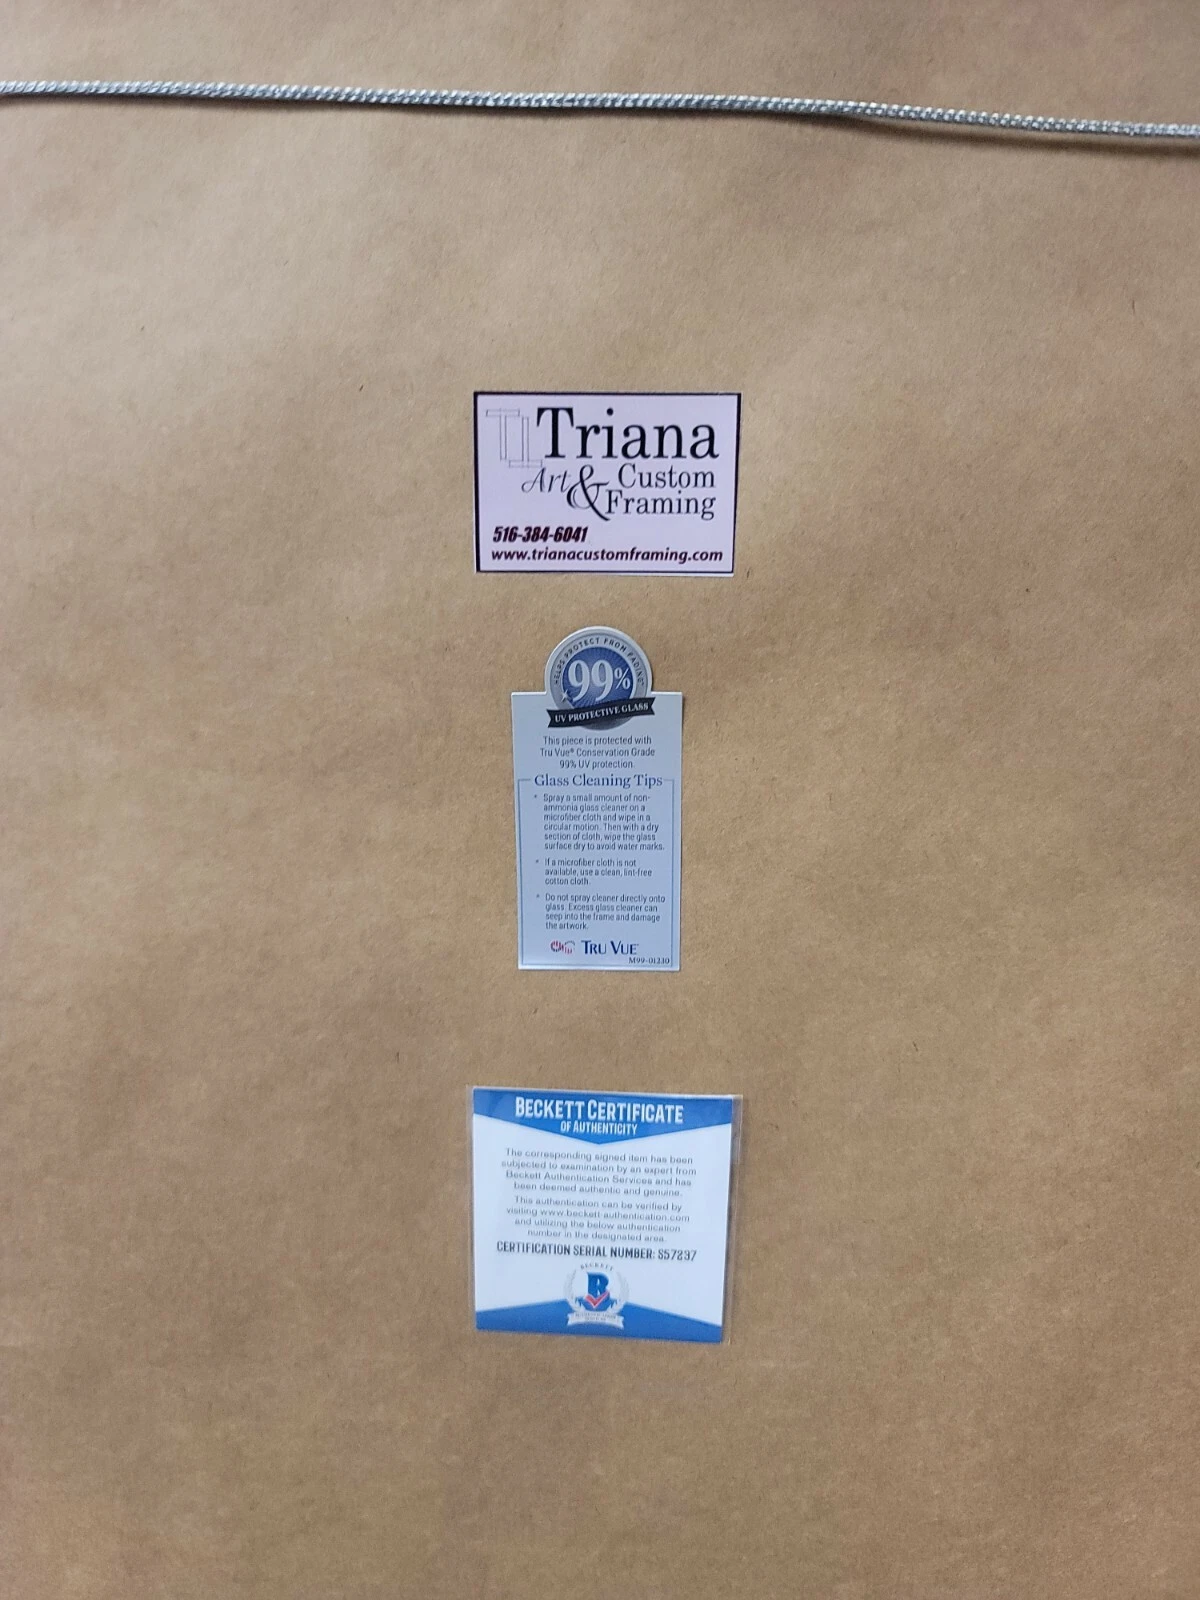 Triana
Art & Custom
Framing
516-384-6041
www.trianacustomframing.com
HELPS PROTECT FROM FADING
99%
UV PROTECTIVE GLASS
This piece is protected with
Tru Vue® Conservation Grade
99% UV protection.
Glass Cleaning Tips
* Spray a small amount of non-
ammonia glass cleaner on a
microfiber cloth and wipe in a
circular motion. Then with a dry
section of cloth, wipe the glass
surface dry to avoid water marks.
* If a microfiber cloth is not
available, use a clean, lint-free
cotton cloth.
* Do not spray cleaner directly onto
glass. Excess glass cleaner can
seep into the frame and damage
the artwork.
TRU VUE
M99-01230
BECKETT CERTIFICATE
OF AUTHENTICITY
The corresponding signed item has been
subjected to examination by an expert from
Beckett Authentication Services and has
been deemed authentic and genuine.
This authentication can be verified by
visiting www.beckett-authentication.com
and utilizing the below authentication
number in the designated area.
CERTIFICATION SERIAL NUMBER: S57237
BECKETT
B